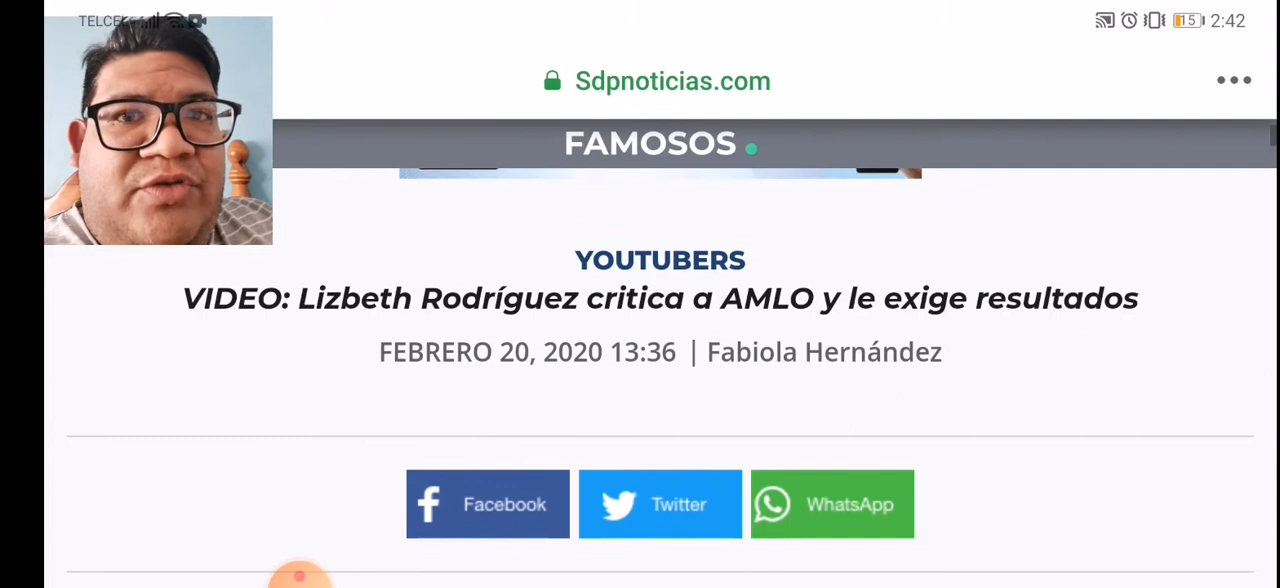 TELCEL
15 2:42
Sdpnoticias.com
FAMOSOS
YOUTUBERS
VIDEO: Lizbeth Rodríguez critica a AMLO y le exige resultados
FEBRERO 20, 2020 13:36 | Fabiola Hernández
Facebook Twitter WhatsApp